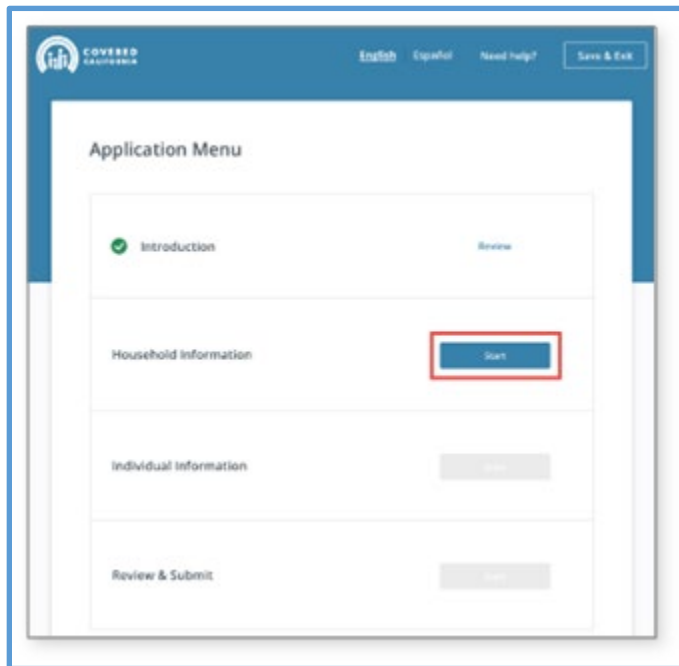 COVERED
CALIFORNIA
English Español Need help? Save & Exit
Application Menu
Introduction Review
Household Information Start
Individual Information
Review & Submit